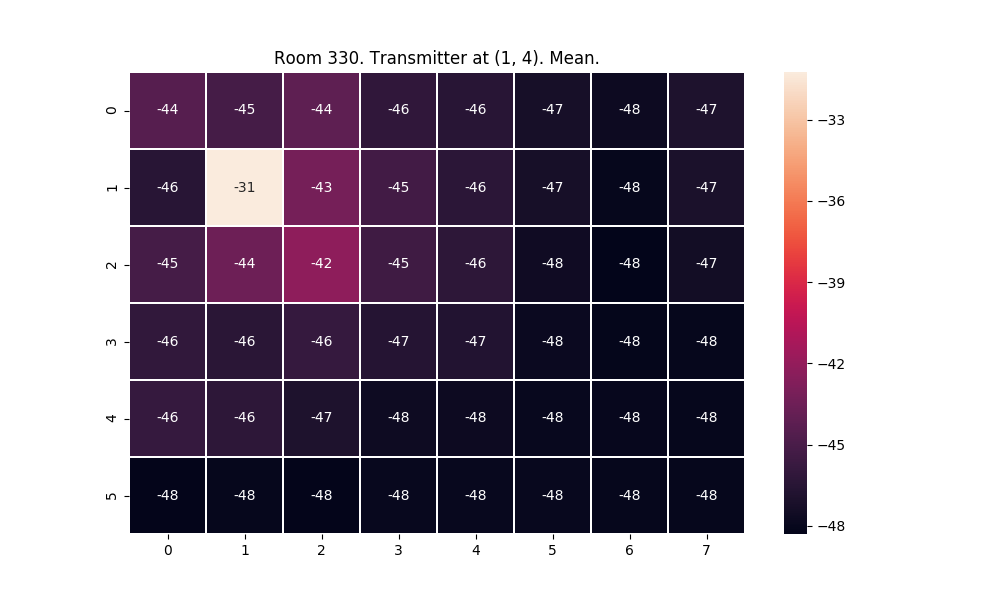 Room 330. Transmitter at (1, 4). Mean.
0 -44 -45 -44 -46 -46 -47 -48 -47
1 -46 -31 -43 -45 -46 -47 -48 -47
2 -45 -44 -42 -45 -46 -48 -48 -47
3 -46 -46 -46 -47 -47 -48 -48 -48
4 -46 -46 -47 -48 -48 -48 -48 -48
5 -48 -48 -48 -48 -48 -48 -48 -48
0 1 2 3 4 5 6 7
−33
−36
−39
−42
−45
−48